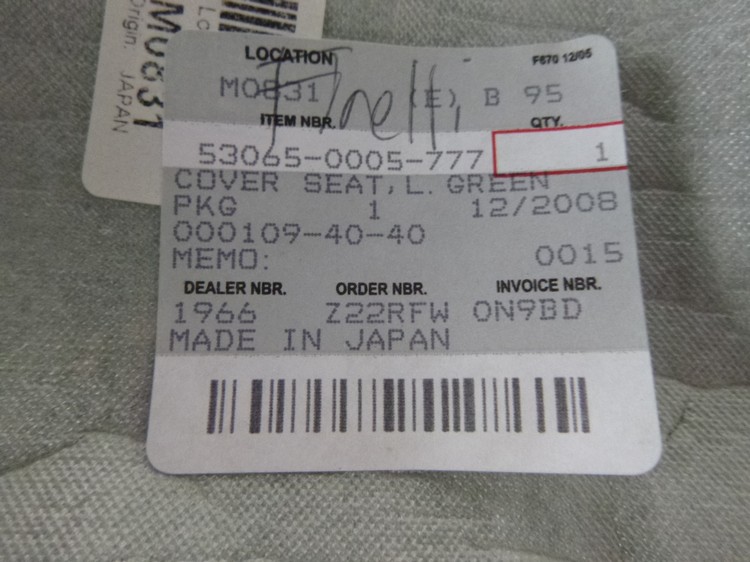 LOCATION
F670 12/05
M0831 (E) B 95
ITEM NBR. QTY.
53065-0005-777 1
COVER SEAT,L.GREEN
PKG 1 12/2008
000109-40-40
MEMO: 0015
DEALER NBR. ORDER NBR. INVOICE NBR.
1966 Z22RFW 0N9BD
MADE IN JAPAN
M0831
Origin. JAPAN